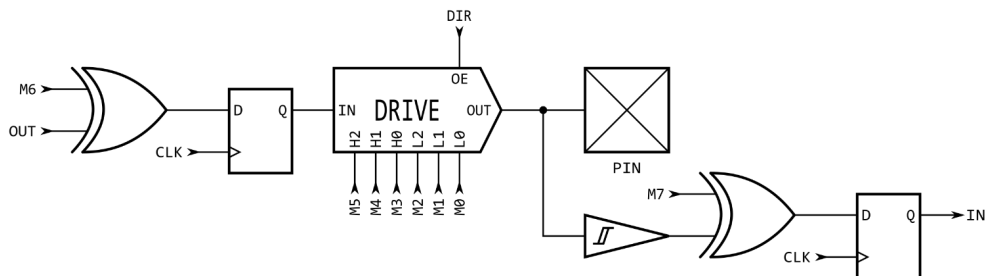 DIR
OE
M6
OUT
D Q
CLK
IN DRIVE OUT
H2 H1 H0 L2 L1 L0
M5 M4 M3 M2 M1 M0
PIN
M7
D Q
IN
CLK